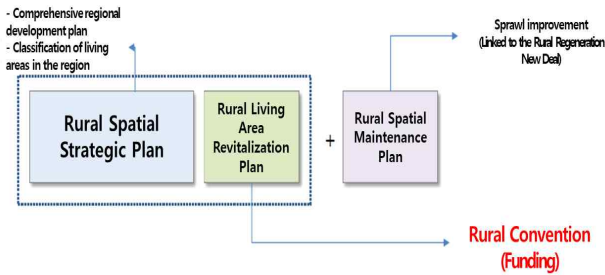 - Comprehensive regional
development plan
- Classification of living
areas in the region
Sprawl improvement
(Linked to the Rural Regeneration
New Deal)
Rural Spatial
Strategic Plan
Rural Living
Area
Revitalization
Plan
+
Rural Spatial
Maintenance
Plan
Rural Convention
(Funding)